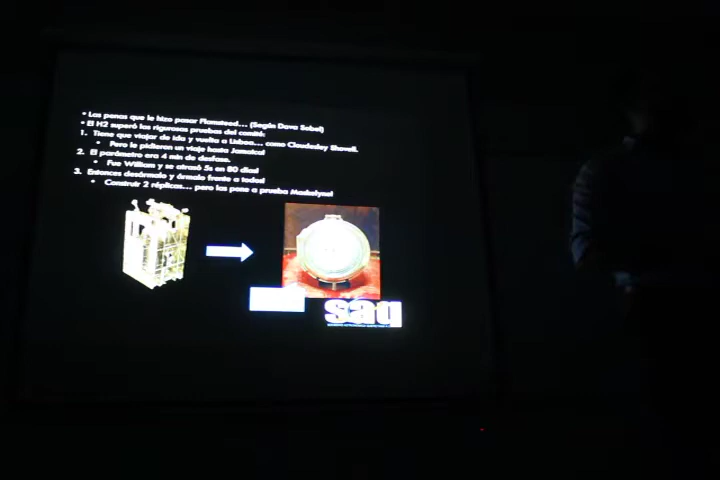 • Las penas que le hizo pasar Flamsteed... (Según Dava Sobel)
• El H2 superó las rigurosas pruebas del comité:
1. Tiene que viajar de ida y vuelta a Lisboa... como Cloudesley Shovell.
• Pero le pidieron un viaje hasta Jamaica!
2. El parámetro era 4 min de desfase.
• Fue William y se atrasó 5s en 80 días!
3. Entonces desármalo y ármalo frente a todos!
• Construir 2 réplicas... pero las pone a prueba Maskelyne!
saq